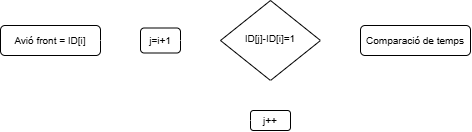 Avió front = ID[i]
j=i+1
ID[j]-ID[i]=1
Comparació de temps
j++